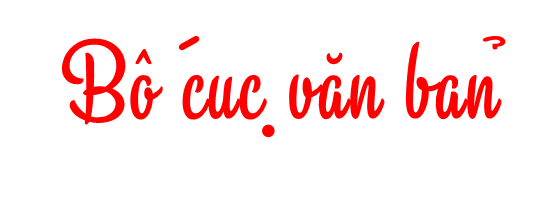 Bố cục văn bản